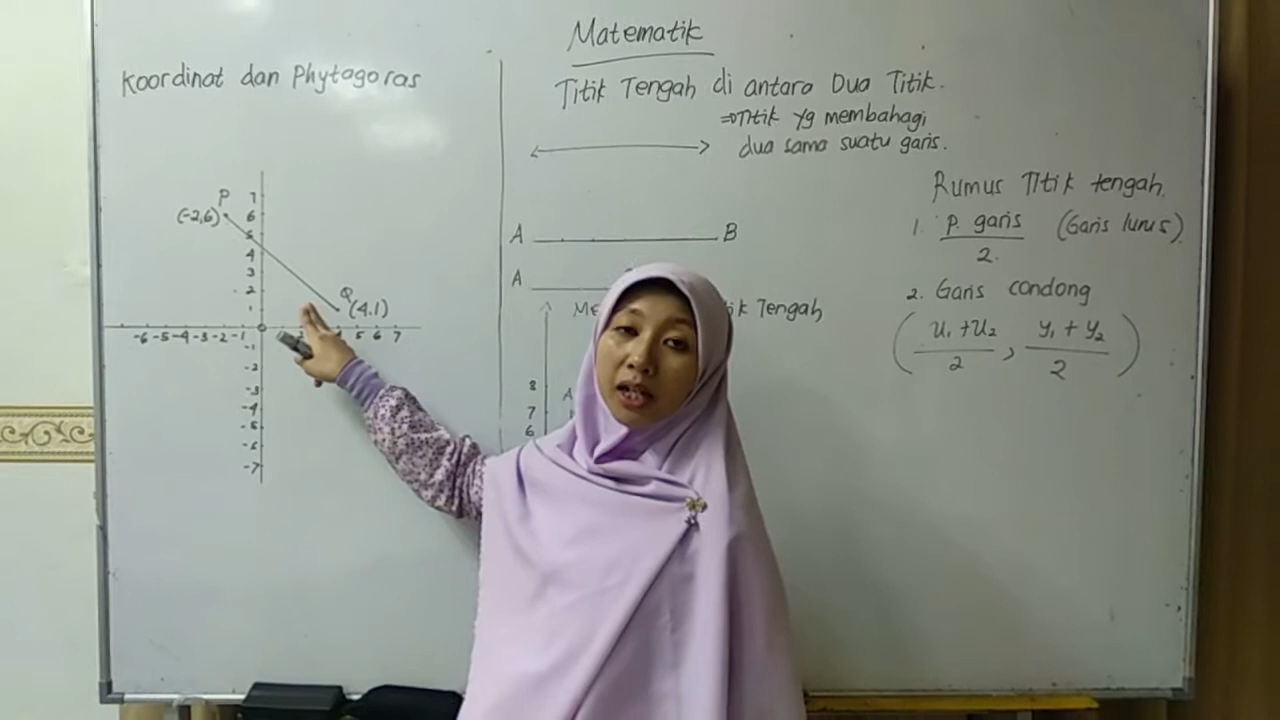 Matematik
Koordinat dan Phytagoras
Titik Tengah di antara Dua Titik.
⇒Titik yg membahagi
dua sama suatu garis.
P
(-2,6)
Q
(4.1)
7
6
5
4
3
2
1
-6 -5 -4 -3 -2 -1
5 6 7
-1
-2
-3
-4
-5
-6
-7
A B
A
Tengah
8
7
6
A
Rumus Titik tengah
1. P. garis (Garis lurus)
2.
2. Garis condong
(u₁ + u₂ , y₁ + y₂)
2 2